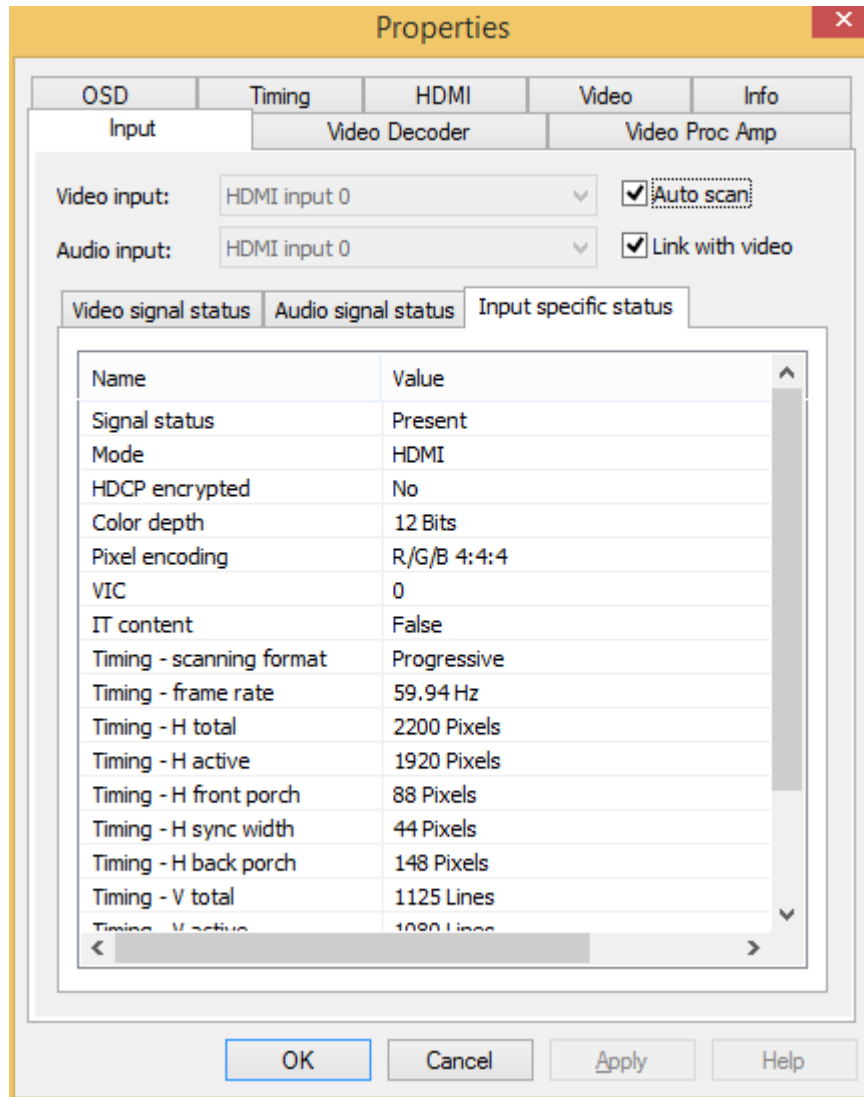 Properties
OSD Timing HDMI Video Info
Input Video Decoder Video Proc Amp
Video input: HDMI input 0 Auto scan
Audio input: HDMI input 0 Link with video
Video signal status Audio signal status Input specific status
Name Value
Signal status Present
Mode HDMI
HDCP encrypted No
Color depth 12 Bits
Pixel encoding R/G/B 4:4:4
VIC 0
IT content False
Timing - scanning format Progressive
Timing - frame rate 59.94 Hz
Timing - H total 2200 Pixels
Timing - H active 1920 Pixels
Timing - H front porch 88 Pixels
Timing - H sync width 44 Pixels
Timing - H back porch 148 Pixels
Timing - V total 1125 Lines
Timing - V active 1080 Lines
OK Cancel Apply Help